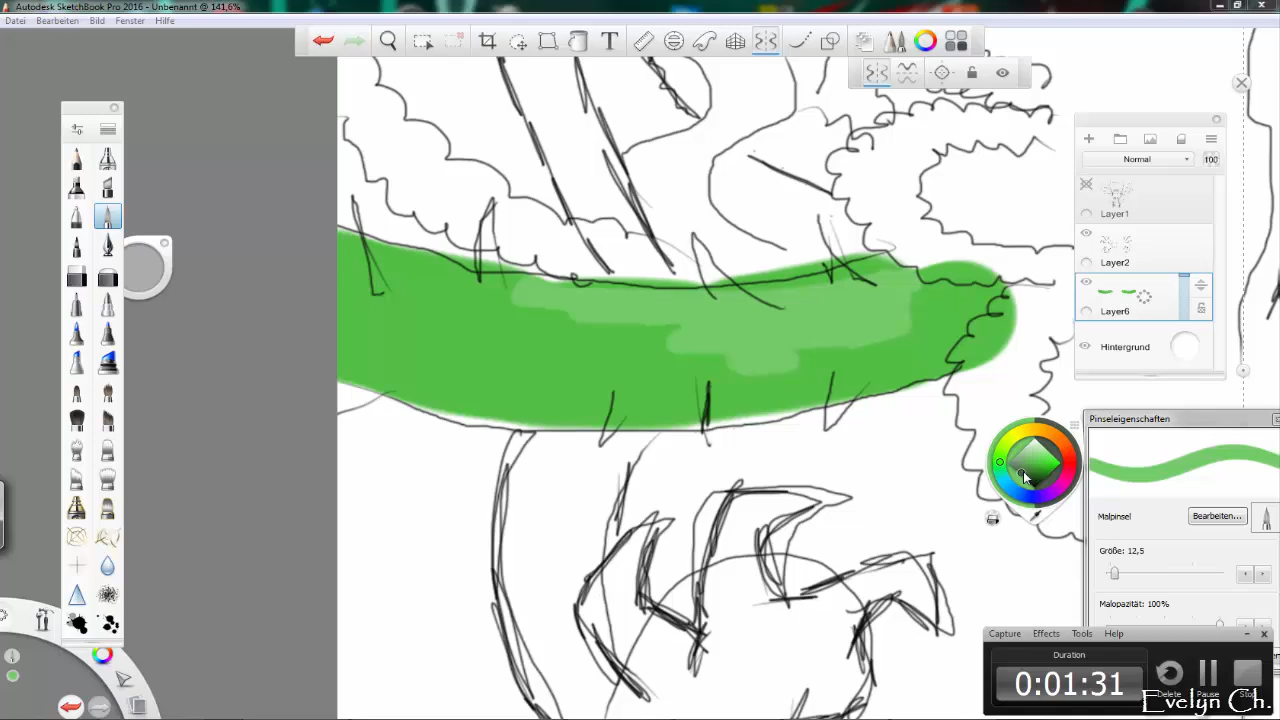 Autodesk SketchBook Pro 2016 - Unbenannt @ 141,6%
Datei Bearbeiten Bild Fenster Hilfe
Normal 100
Layer1
Layer2
Layer6
Hintergrund
Pinseleigenschaften
Malpinsel Bearbeiten...
Größe: 12,5
Malopazität: 100%
Capture Effects Tools Help
Duration
0:01:31
Delete Pause Stop
Evelyn Ch.